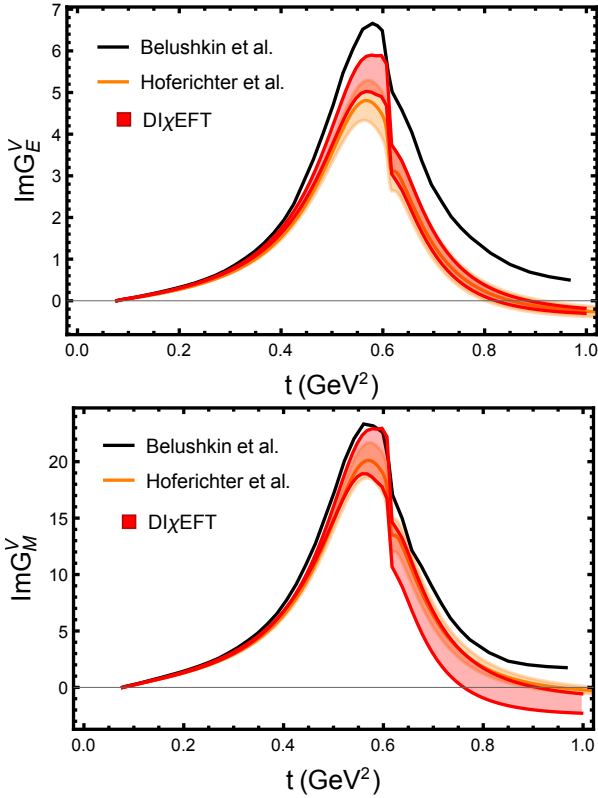 7
6
5
4
3
2
1
0
ImG_E^V
Belushkin et al.
Hoferichter et al.
DIχEFT
0.0 0.2 0.4 0.6 0.8 1.0
t (GeV²)
20
15
10
5
0
ImG_M^V
Belushkin et al.
Hoferichter et al.
DIχEFT
0.0 0.2 0.4 0.6 0.8 1.0
t (GeV²)